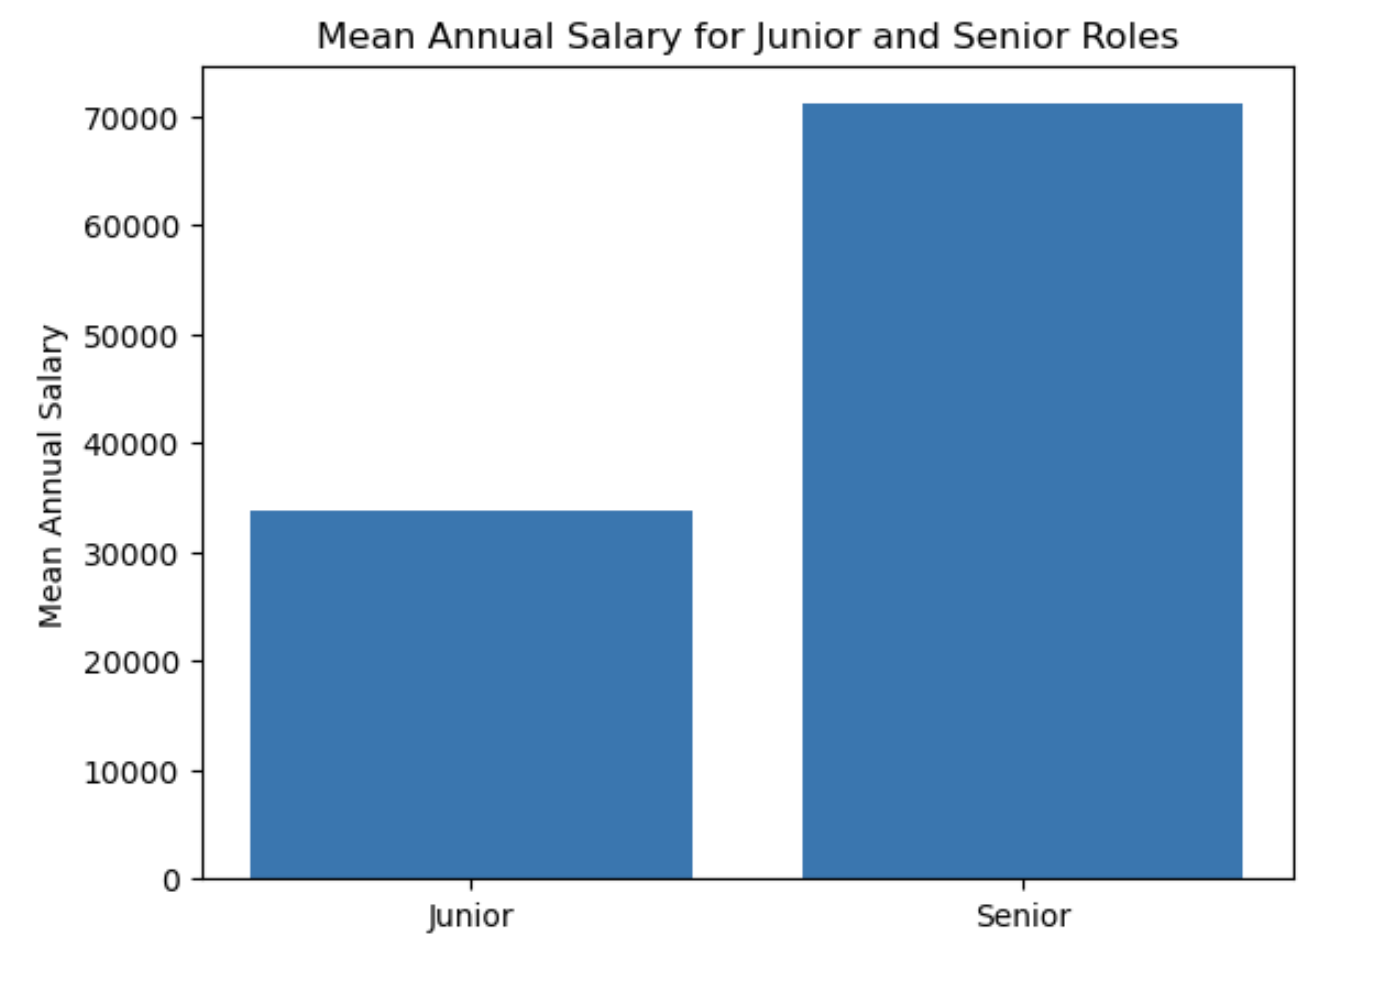 Mean Annual Salary for Junior and Senior Roles
Mean Annual Salary
70000
60000
50000
40000
30000
20000
10000
0
Junior
Senior